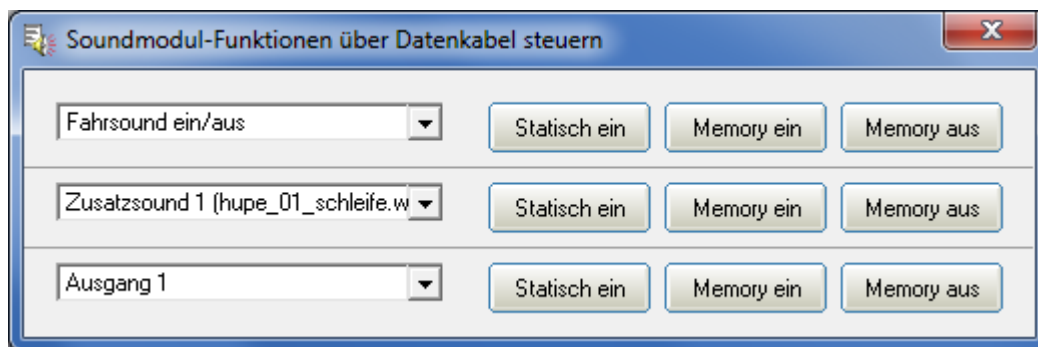 Soundmodul-Funktionen über Datenkabel steuern
Fahrsound ein/aus Statisch ein Memory ein Memory aus
Zusatzsound 1 (hupe_01_schleife.w Statisch ein Memory ein Memory aus
Ausgang 1 Statisch ein Memory ein Memory aus